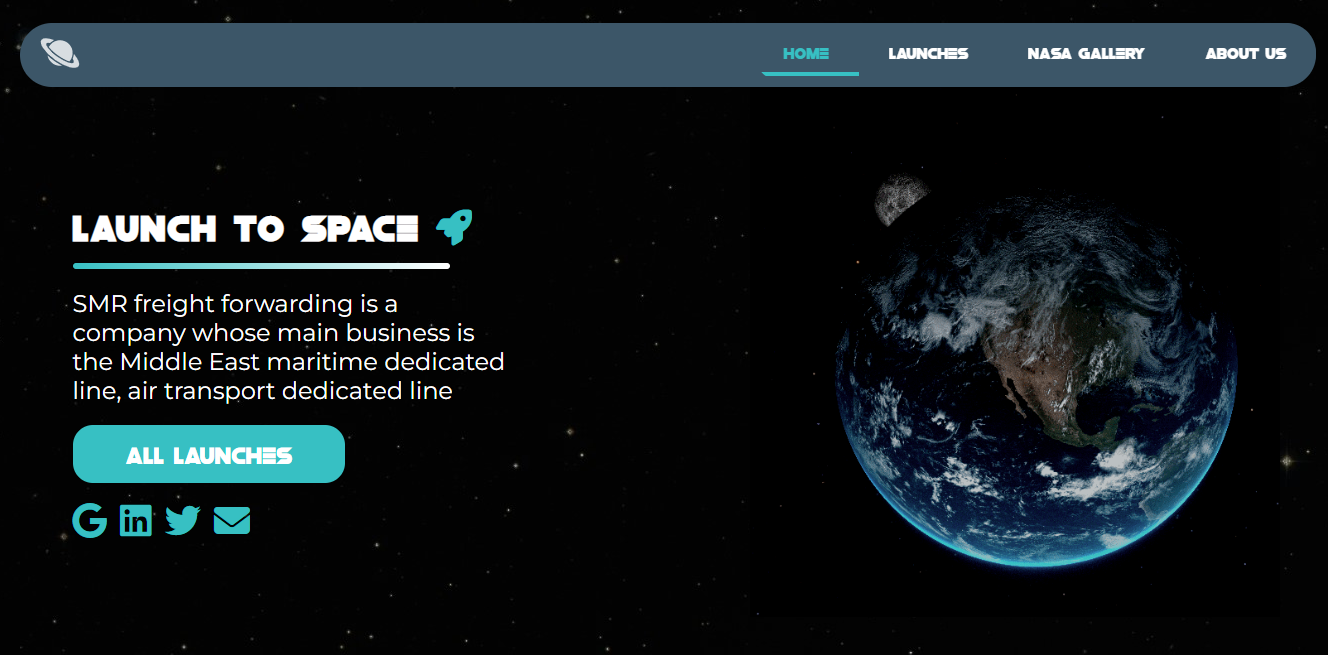 HOME
LAUNCHES
NASA GALLERY
ABOUT US
LAUNCH TO SPACE
SMR freight forwarding is a
company whose main business is
the Middle East maritime dedicated
line, air transport dedicated line
ALL LAUNCHES